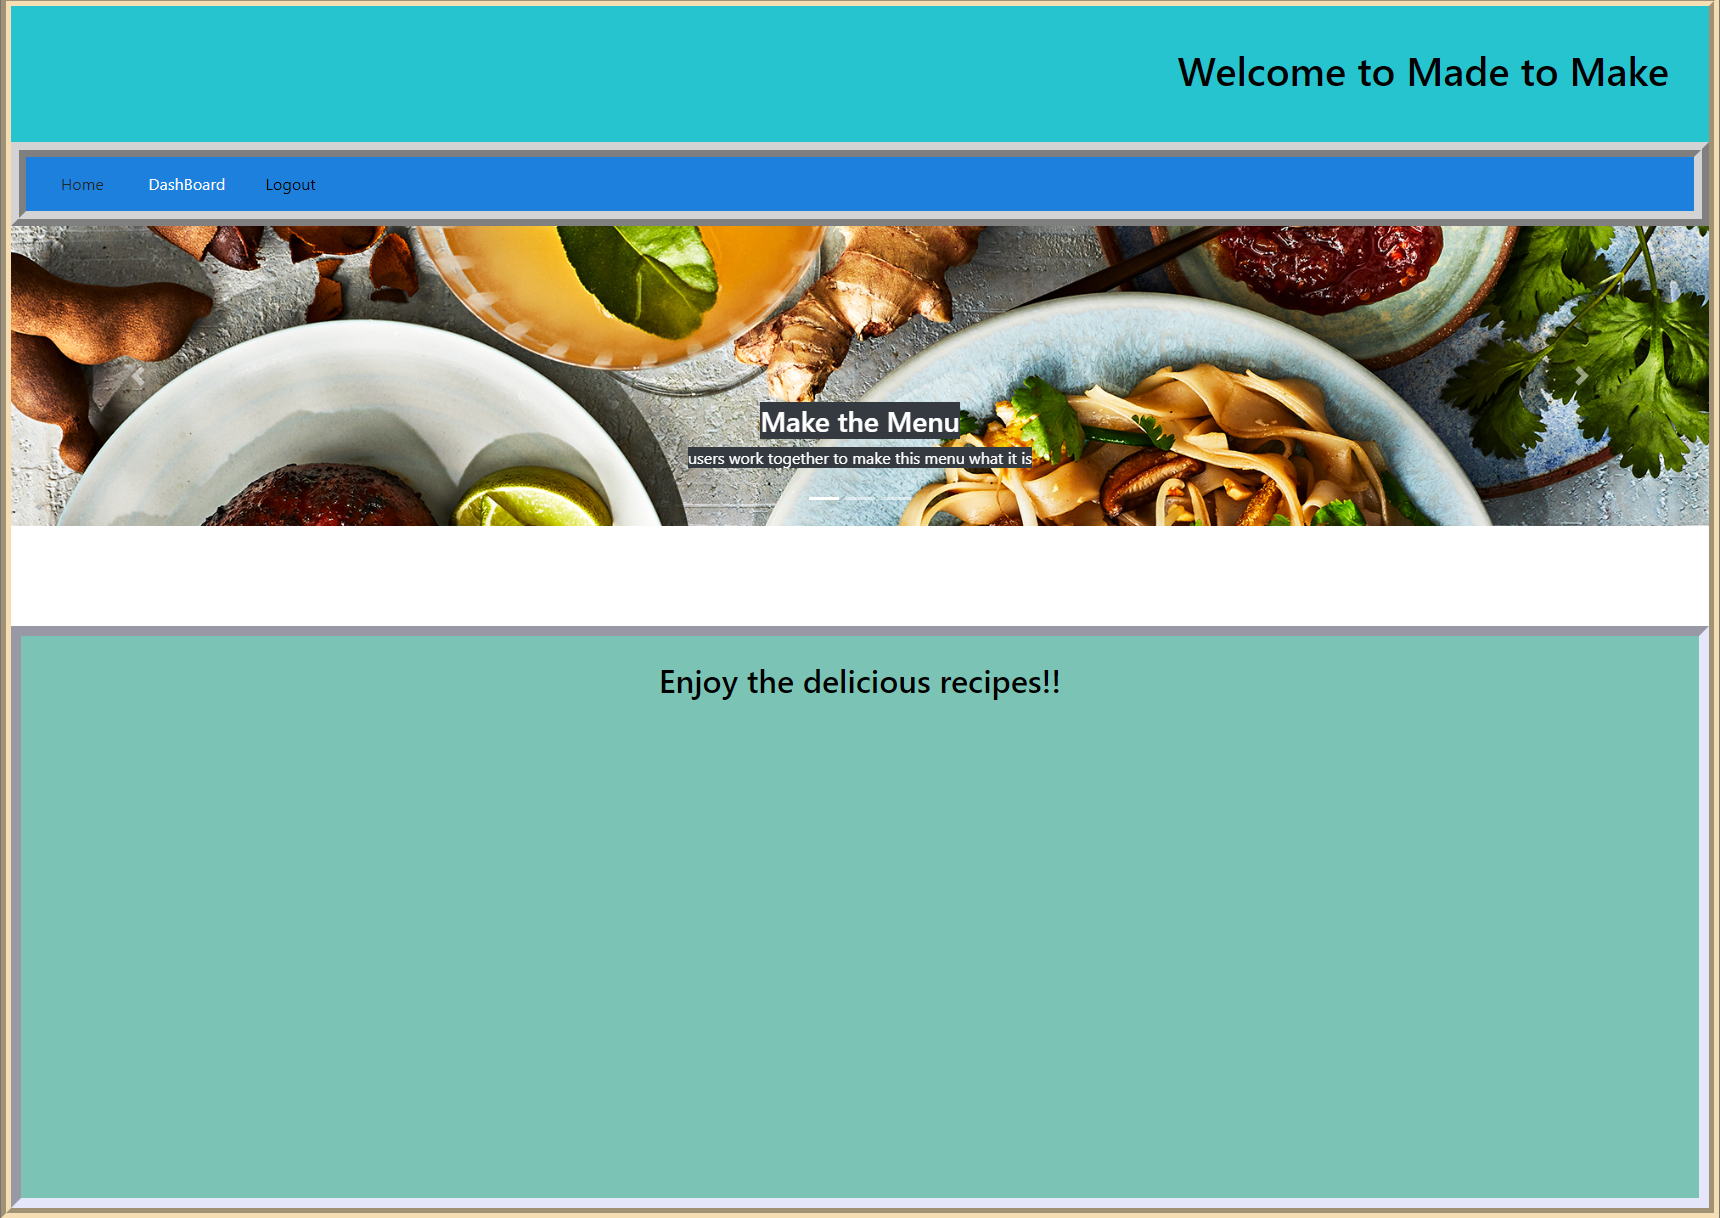 Welcome to Made to Make
Home DashBoard Logout
Make the Menu
users work together to make this menu what it is
Enjoy the delicious recipes!!